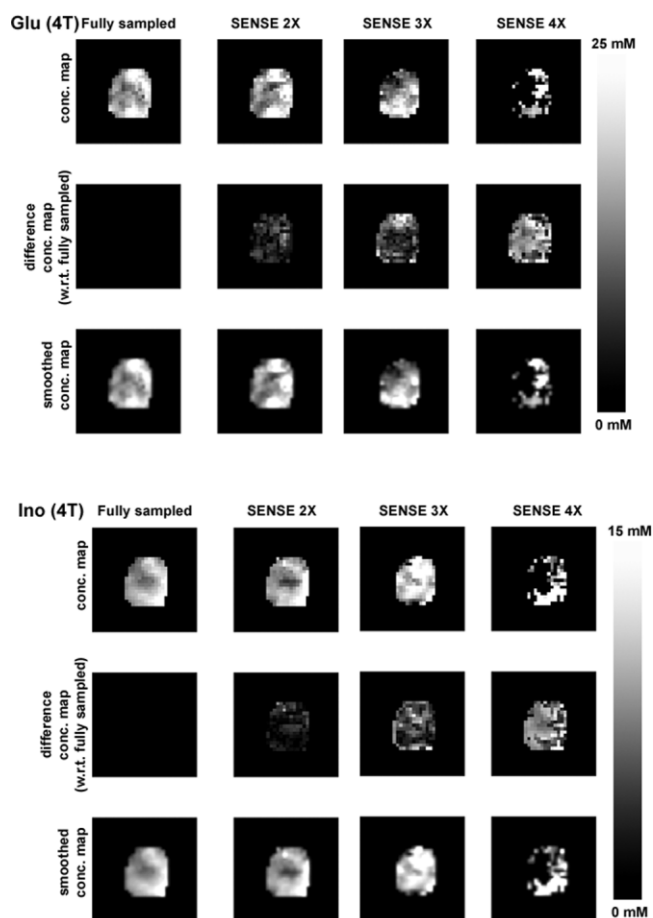 Glu (4T) Fully sampled SENSE 2X SENSE 3X SENSE 4X
25 mM
conc. map
difference
conc. map
(w.r.t. fully sampled)
smoothed
conc. map
0 mM
Ino (4T) Fully sampled SENSE 2X SENSE 3X SENSE 4X
15 mM
conc. map
difference
conc. map
(w.r.t. fully sampled)
smoothed
conc. map
0 mM